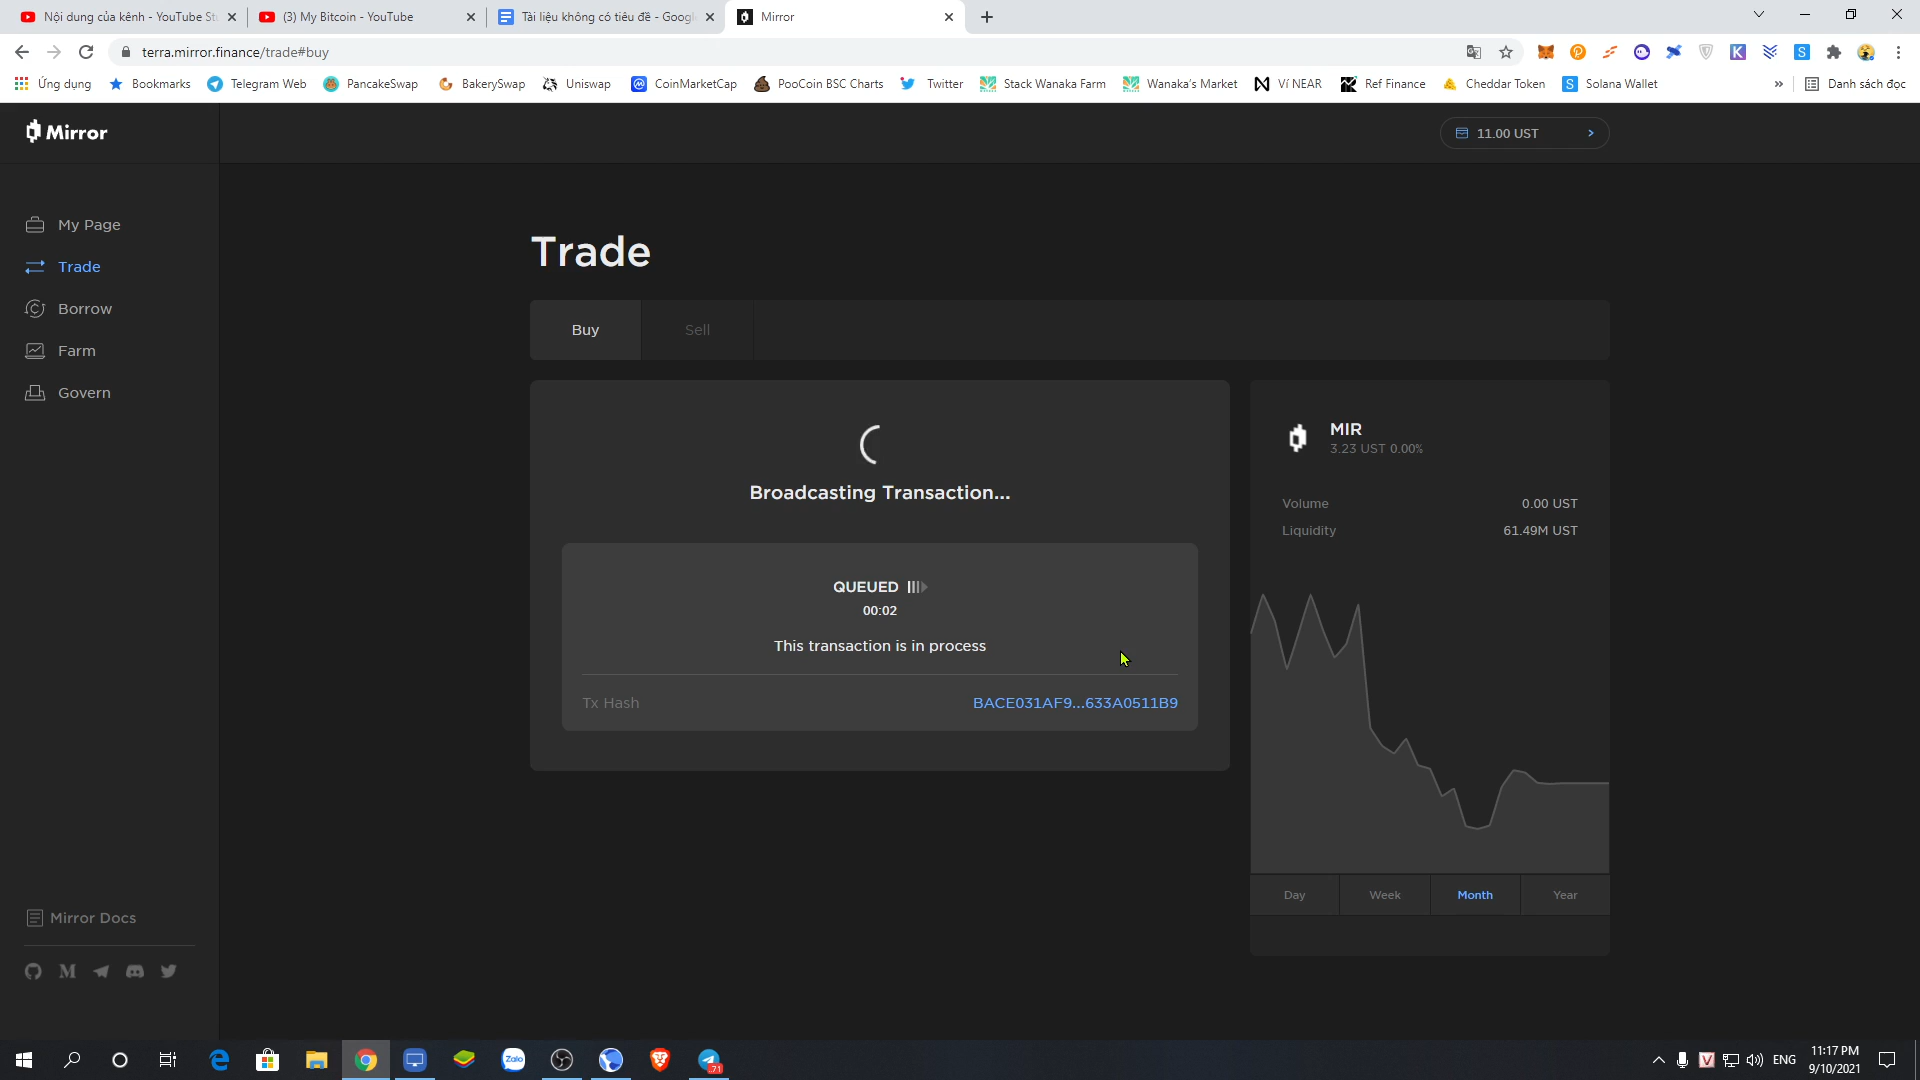 Nội dung của kênh - YouTube St
(3) My Bitcoin - YouTube
Tài liệu không có tiêu đề - Googl
Mirror
terra.mirror.finance/trade#buy
Ứng dụng
Bookmarks
Telegram Web
PancakeSwap
BakerySwap
Uniswap
CoinMarketCap
PooCoin BSC Charts
Twitter
Stack Wanaka Farm
Wanaka's Market
Ví NEAR
Ref Finance
Cheddar Token
Solana Wallet
»
Danh sách đọc
Mirror
11.00 UST
My Page
Trade
Borrow
Farm
Govern
Trade
Buy
Sell
Broadcasting Transaction...
QUEUED
00:02
This transaction is in process
Tx Hash
BACE031AF9...633A0511B9
MIR
3.23 UST 0.00%
Volume
0.00 UST
Liquidity
61.49M UST
Day
Week
Month
Year
Mirror Docs
Zalo
71
ENG
11:17 PM
9/10/2021